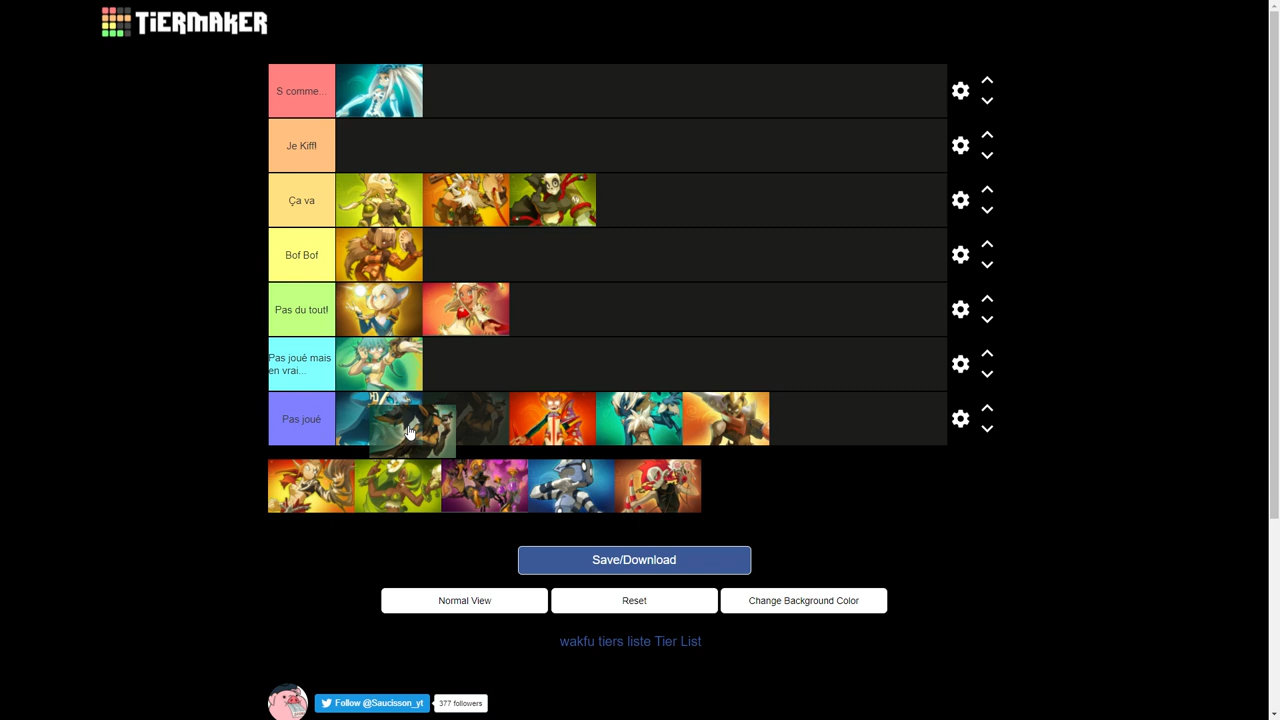 TIERMAKER
S comme...
Je Kiff!
Ça va
Bof Bof
Pas du tout!
Pas joué mais
en vrai...
Pas joué
Save/Download
Normal View
Reset
Change Background Color
wakfu tiers liste Tier List
Follow @Saucisson_yt
377 followers